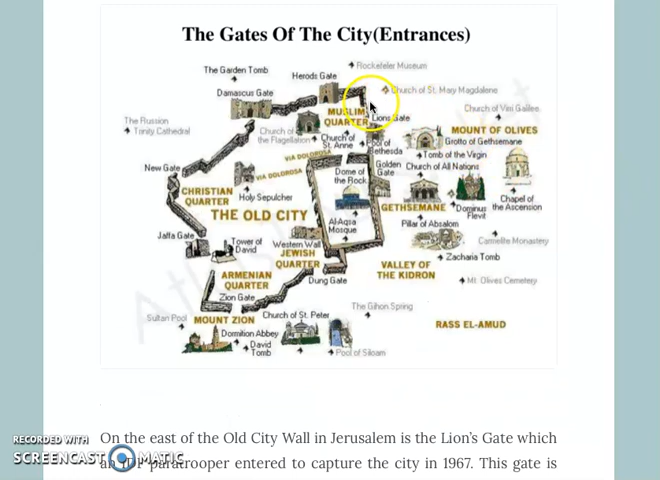 The Gates Of The City(Entrances)
Rockefeler Museum
The Garden Tomb
Herods Gate
Church of St. Mary Magdalene
Damascus Gate
Church of Viri Galilee
MUSLIM
QUARTER
Lions Gate
The Russian
Trinity Cathedral
Church of
the Flagellation
Church of
St. Anne
Pool of
Bethesda
MOUNT OF OLIVES
Grotto of Gethsemane
VIA DOLOROSA
Tomb of the Virgin
New Gate
VIA DOLOROSA
Dome of
the Rock
Golden
Gate
Church of All Nations
CHRISTIAN
QUARTER
Holy Sepulcher
Chapel of
the Ascension
GETHSEMANE
Dominus
Flevit
THE OLD CITY
Al-Aqsa
Mosque
Pillar of Absalom
Jaffa Gate
Tower of
David
Western Wall
JEWISH
QUARTER
Carmelite Monastery
Zacharia Tomb
VALLEY OF
THE KIDRON
ARMENIAN
QUARTER
Dung Gate
Mt. Olives Cemetery
Zion Gate
The Gihon Spring
Sultan Pool
MOUNT ZION
Church of St. Peter
RASS EL-AMUD
Dormition Abbey
David
Tomb
Pool of Siloam
On the east of the Old City Wall in Jerusalem is the Lion's Gate which
an IDF paratrooper entered to capture the city in 1967. This gate is
RECORDED WITH
SCREENCAST MATIC